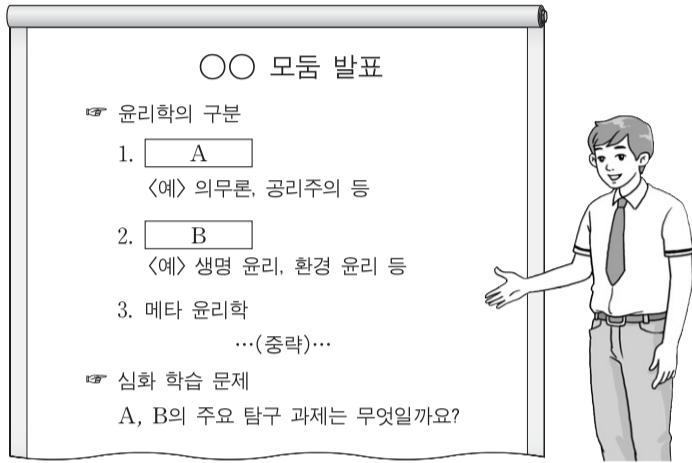 ○○ 모둠 발표
☞ 윤리학의 구분
1. A
〈예〉 의무론, 공리주의 등
2. B
〈예〉 생명 윤리, 환경 윤리 등
3. 메타 윤리학
…(중략)…
☞ 심화 학습 문제
A, B의 주요 탐구 과제는 무엇일까요?